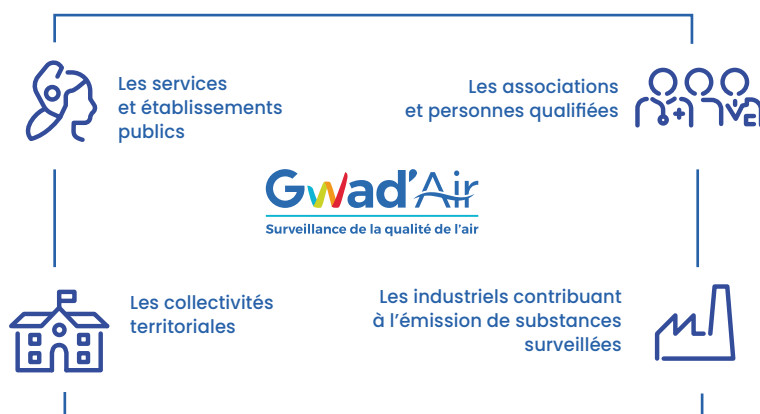 Les services
et établissements
publics
Les associations
et personnes qualifiées
Gwad'Air
Surveillance de la qualité de l'air
Les collectivités
territoriales
Les industriels contribuant
à l'émission de substances
surveillées